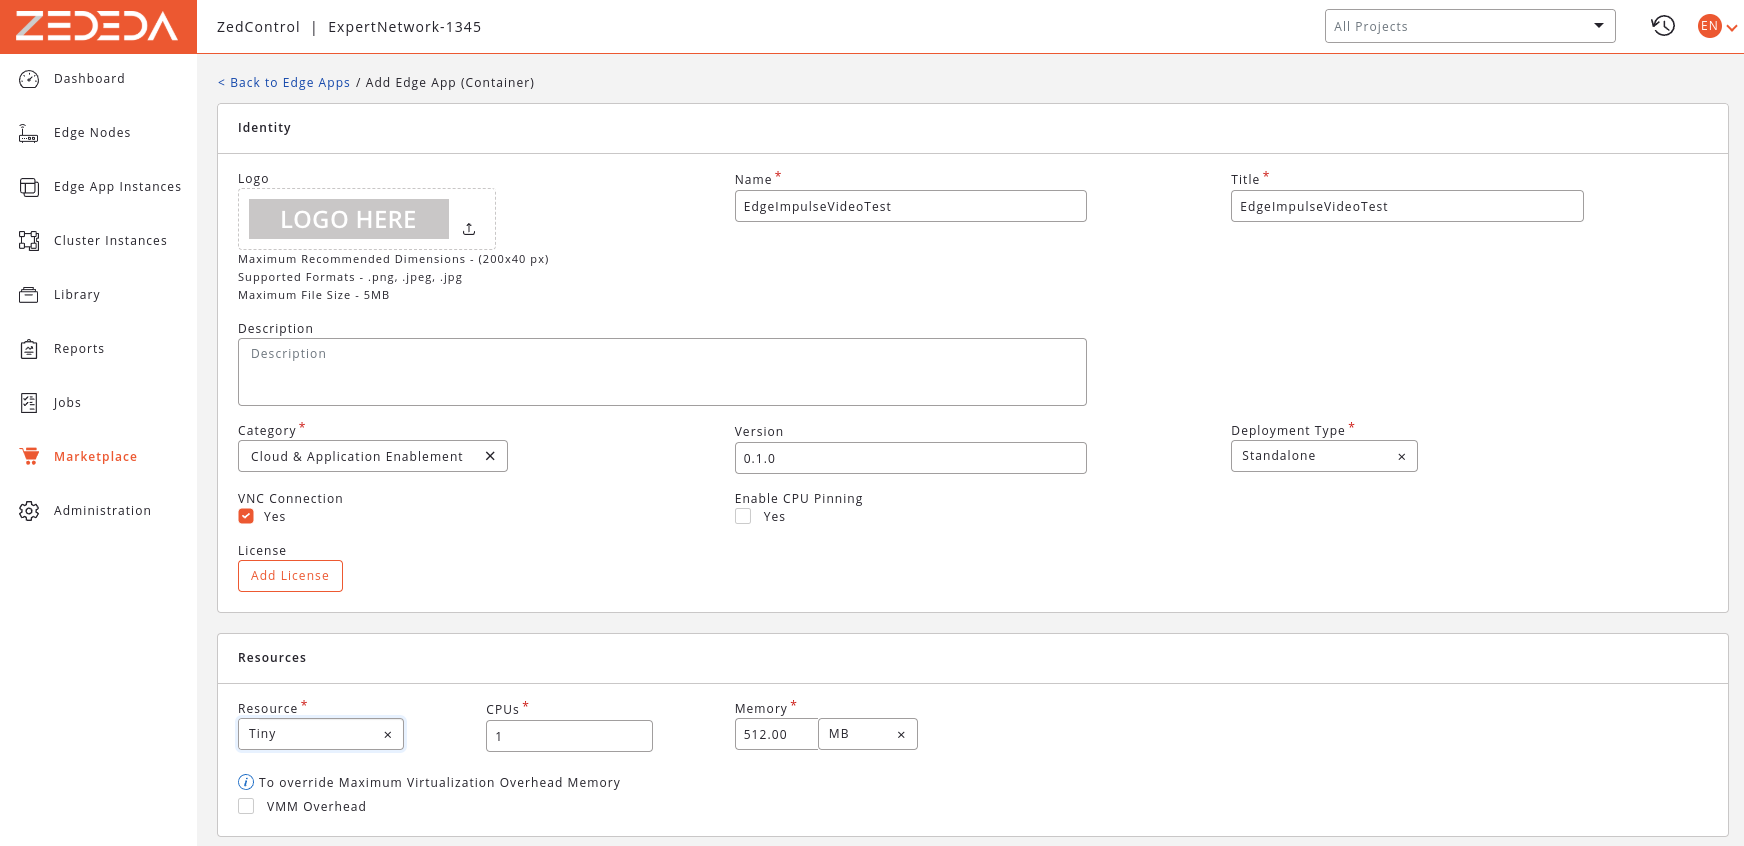 ZEDEDA
ZedControl | ExpertNetwork-1345
All Projects
EN
Dashboard
Edge Nodes
Edge App Instances
Cluster Instances
Library
Reports
Jobs
Marketplace
Administration
< Back to Edge Apps / Add Edge App (Container)
Identity
Logo
LOGO HERE
Maximum Recommended Dimensions - (200x40 px)
Supported Formats - .png, .jpeg, .jpg
Maximum File Size - 5MB
Name *
EdgeImpulseVideoTest
Title *
EdgeImpulseVideoTest
Description
Description
Category *
Cloud & Application Enablement ×
Version
0.1.0
Deployment Type *
Standalone ×
VNC Connection
Yes
Enable CPU Pinning
Yes
License
Add License
Resources
Resource *
Tiny ×
CPUs *
1
Memory *
512.00 MB ×
i To override Maximum Virtualization Overhead Memory
VMM Overhead